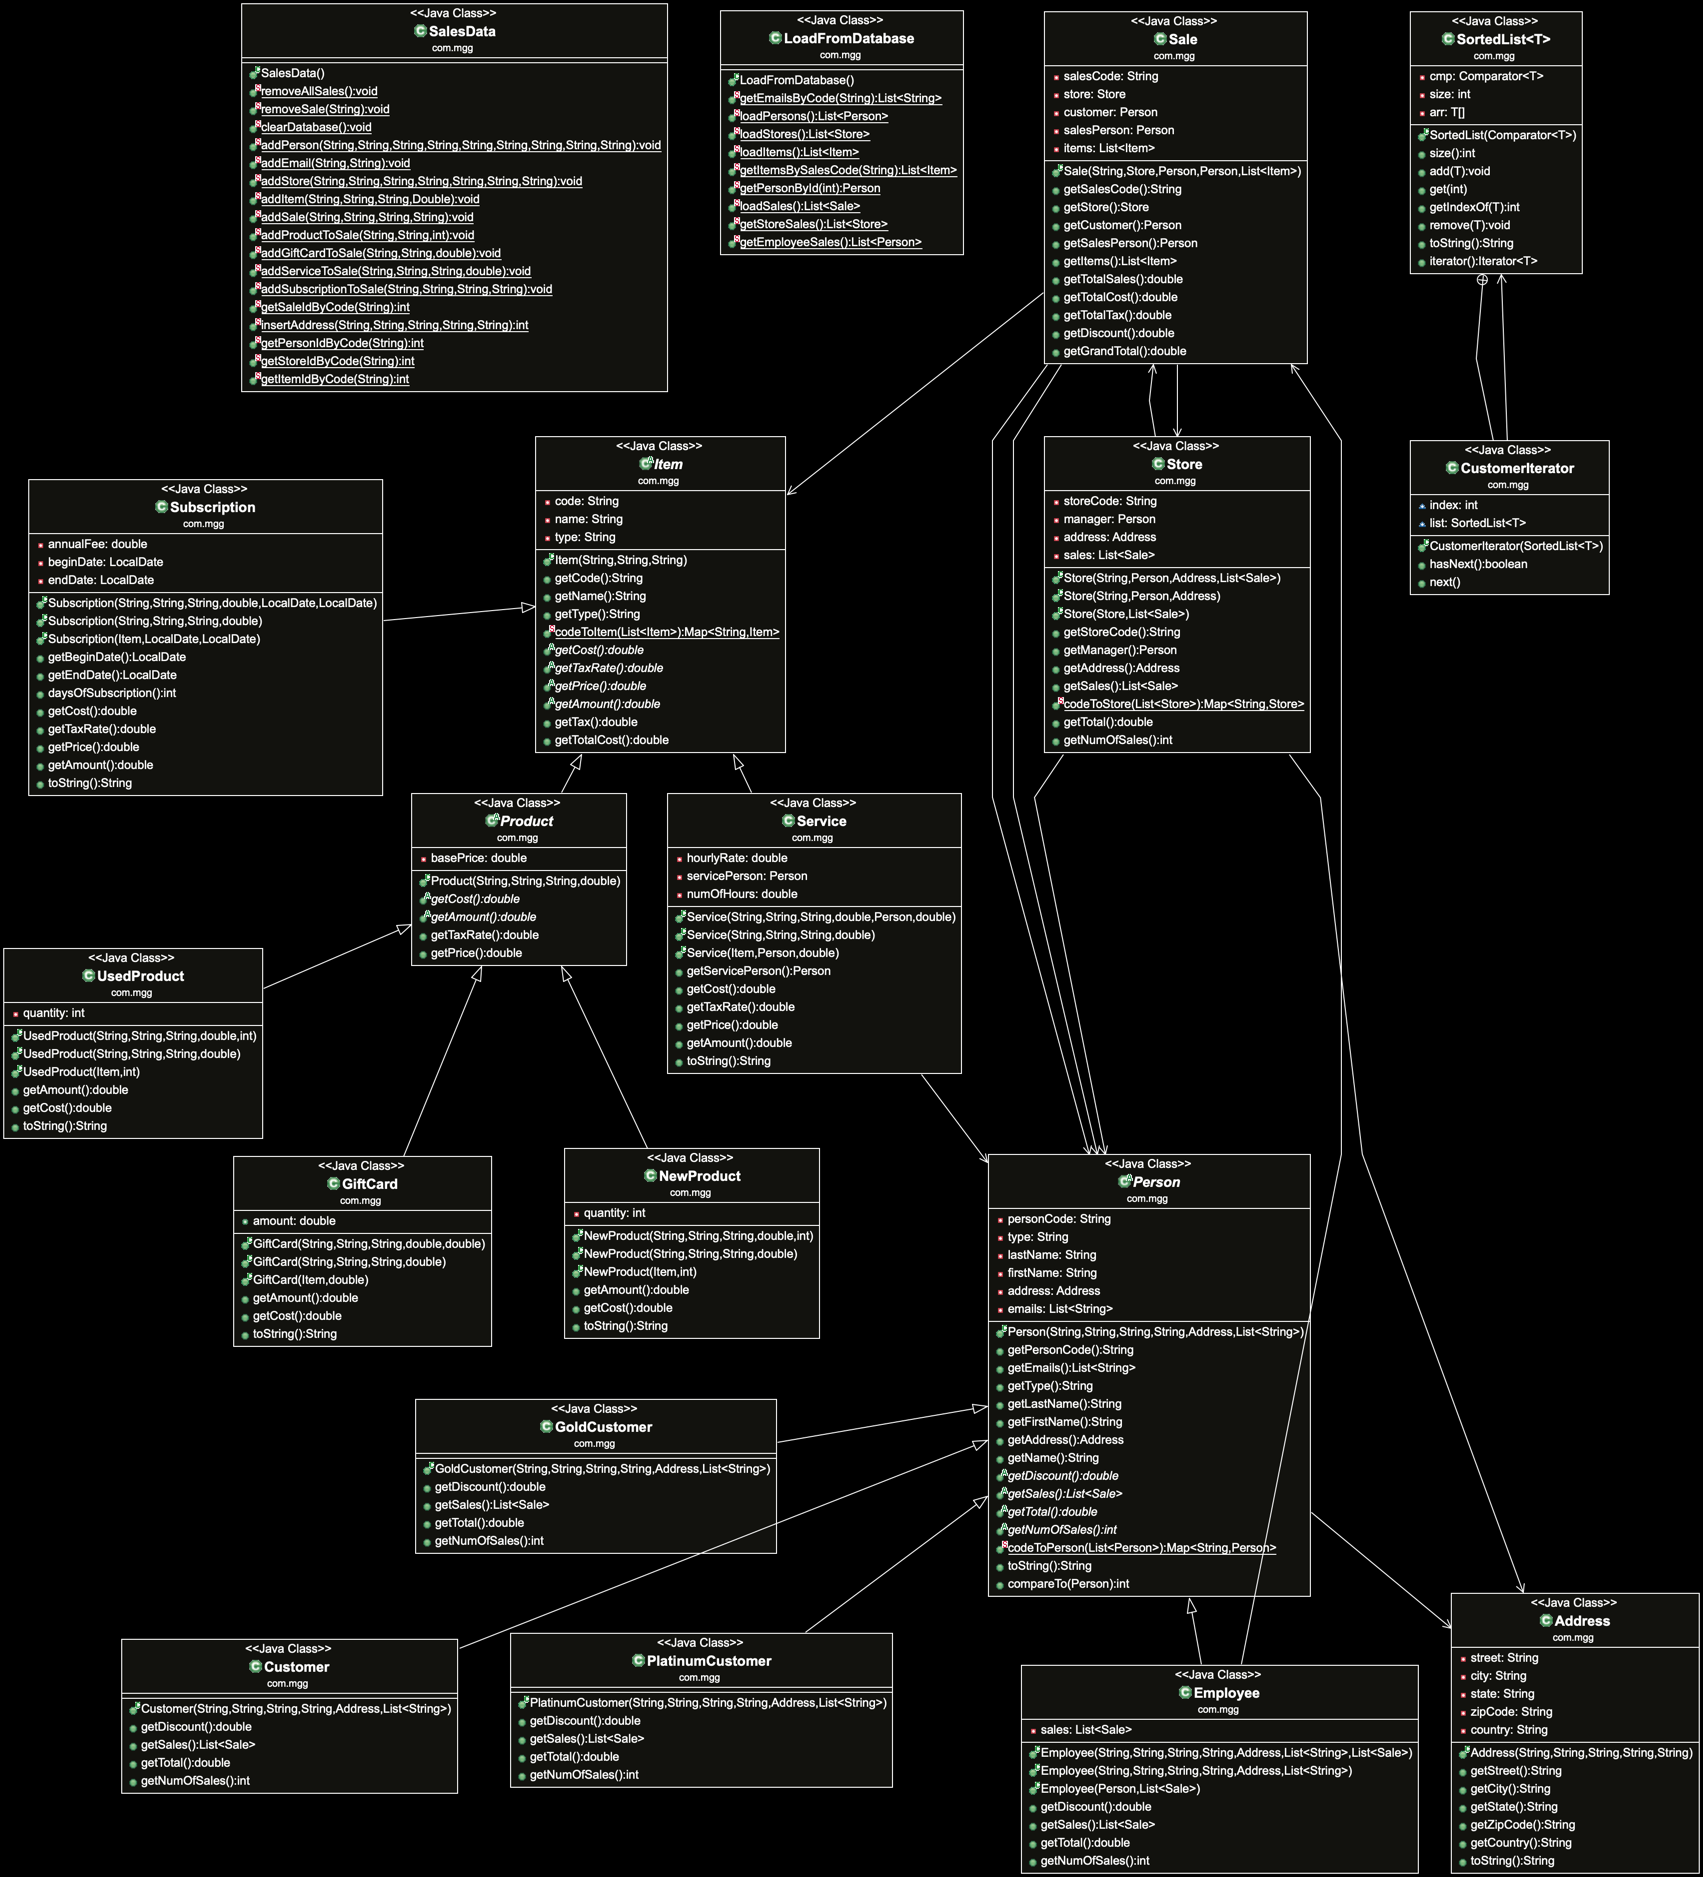 <<Java Class>>
SalesData
com.mgg
SalesData()
removeAllSales():void
removeSale(String):void
clearDatabase():void
addPerson(String,String,String,String,String,String,String,String,String):void
addEmail(String,String):void
addStore(String,String,String,String,String,String,String):void
addItem(String,String,String,Double):void
addSale(String,String,String,String):void
addProductToSale(String,String,int):void
addGiftCardToSale(String,String,double):void
addServiceToSale(String,String,String,double):void
addSubscriptionToSale(String,String,String,String):void
getSaleIdByCode(String):int
insertAddress(String,String,String,String,String):int
getPersonIdByCode(String):int
getStoreIdByCode(String):int
getItemIdByCode(String):int
<<Java Class>>
LoadFromDatabase
com.mgg
LoadFromDatabase()
getEmailsByCode(String):List<String>
loadPersons():List<Person>
loadStores():List<Store>
loadItems():List<Item>
getItemsBySalesCode(String):List<Item>
getPersonById(int):Person
loadSales():List<Sale>
getStoreSales():List<Store>
getEmployeeSales():List<Person>
<<Java Class>>
Sale
com.mgg
salesCode: String
store: Store
customer: Person
salesPerson: Person
items: List<Item>
Sale(String,Store,Person,Person,List<Item>)
getSalesCode():String
getStore():Store
getCustomer():Person
getSalesPerson():Person
getItems():List<Item>
getTotalSales():double
getTotalCost():double
getTotalTax():double
getDiscount():double
getGrandTotal():double
<<Java Class>>
SortedList<T>
com.mgg
cmp: Comparator<T>
size: int
arr: T[]
SortedList(Comparator<T>)
size():int
add(T):void
get(int)
getIndexOf(T):int
remove(T):void
toString():String
iterator():Iterator<T>
<<Java Class>>
Subscription
com.mgg
annualFee: double
beginDate: LocalDate
endDate: LocalDate
Subscription(String,String,String,double,LocalDate,LocalDate)
Subscription(String,String,String,double)
Subscription(Item,LocalDate,LocalDate)
getBeginDate():LocalDate
getEndDate():LocalDate
daysOfSubscription():int
getCost():double
getTaxRate():double
getPrice():double
getAmount():double
toString():String
<<Java Class>>
Item
com.mgg
code: String
name: String
type: String
Item(String,String,String)
getCode():String
getName():String
getType():String
codeToItem(List<Item>):Map<String,Item>
getCost():double
getTaxRate():double
getPrice():double
getAmount():double
getTax():double
getTotalCost():double
<<Java Class>>
Store
com.mgg
storeCode: String
manager: Person
address: Address
sales: List<Sale>
Store(String,Person,Address,List<Sale>)
Store(String,Person,Address)
Store(Store,List<Sale>)
getStoreCode():String
getManager():Person
getAddress():Address
getSales():List<Sale>
codeToStore(List<Store>):Map<String,Store>
getTotal():double
getNumOfSales():int
<<Java Class>>
CustomerIterator
com.mgg
index: int
list: SortedList<T>
CustomerIterator(SortedList<T>)
hasNext():boolean
next()
<<Java Class>>
Product
com.mgg
basePrice: double
Product(String,String,String,double)
getCost():double
getAmount():double
getTaxRate():double
getPrice():double
<<Java Class>>
Service
com.mgg
hourlyRate: double
servicePerson: Person
numOfHours: double
Service(String,String,String,double,Person,double)
Service(String,String,String,double)
Service(Item,Person,double)
getServicePerson():Person
getCost():double
getTaxRate():double
getPrice():double
getAmount():double
toString():String
<<Java Class>>
UsedProduct
com.mgg
quantity: int
UsedProduct(String,String,String,double,int)
UsedProduct(String,String,String,double)
UsedProduct(Item,int)
getAmount():double
getCost():double
toString():String
<<Java Class>>
GiftCard
com.mgg
amount: double
GiftCard(String,String,String,double,double)
GiftCard(String,String,String,double)
GiftCard(Item,double)
getAmount():double
getCost():double
toString():String
<<Java Class>>
NewProduct
com.mgg
quantity: int
NewProduct(String,String,String,double,int)
NewProduct(String,String,String,double)
NewProduct(Item,int)
getAmount():double
getCost():double
toString():String
<<Java Class>>
Person
com.mgg
personCode: String
type: String
lastName: String
firstName: String
address: Address
emails: List<String>
Person(String,String,String,String,Address,List<String>)
getPersonCode():String
getEmails():List<String>
getType():String
getLastName():String
getFirstName():String
getAddress():Address
getName():String
getDiscount():double
getSales():List<Sale>
getTotal():double
getNumOfSales():int
codeToPerson(List<Person>):Map<String,Person>
toString():String
compareTo(Person):int
<<Java Class>>
GoldCustomer
com.mgg
GoldCustomer(String,String,String,String,Address,List<String>)
getDiscount():double
getSales():List<Sale>
getTotal():double
getNumOfSales():int
<<Java Class>>
Customer
com.mgg
Customer(String,String,String,String,Address,List<String>)
getDiscount():double
getSales():List<Sale>
getTotal():double
getNumOfSales():int
<<Java Class>>
PlatinumCustomer
com.mgg
PlatinumCustomer(String,String,String,String,Address,List<String>)
getDiscount():double
getSales():List<Sale>
getTotal():double
getNumOfSales():int
<<Java Class>>
Employee
com.mgg
sales: List<Sale>
Employee(String,String,String,String,Address,List<String>,List<Sale>)
Employee(String,String,String,String,Address,List<String>)
Employee(Person,List<Sale>)
getDiscount():double
getSales():List<Sale>
getTotal():double
getNumOfSales():int
<<Java Class>>
Address
com.mgg
street: String
city: String
state: String
zipCode: String
country: String
Address(String,String,String,String,String)
getStreet():String
getCity():String
getState():String
getZipCode():String
getCountry():String
toString():String